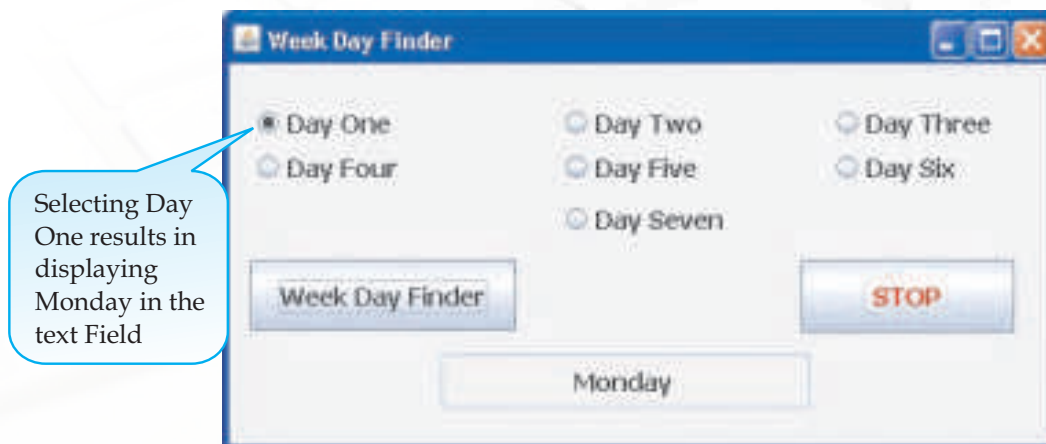 Week Day Finder
Day One
Day Two
Day Three
Day Four
Day Five
Day Six
Day Seven
Selecting Day
One results in
displaying
Monday in the
text Field
Week Day Finder
STOP
Monday